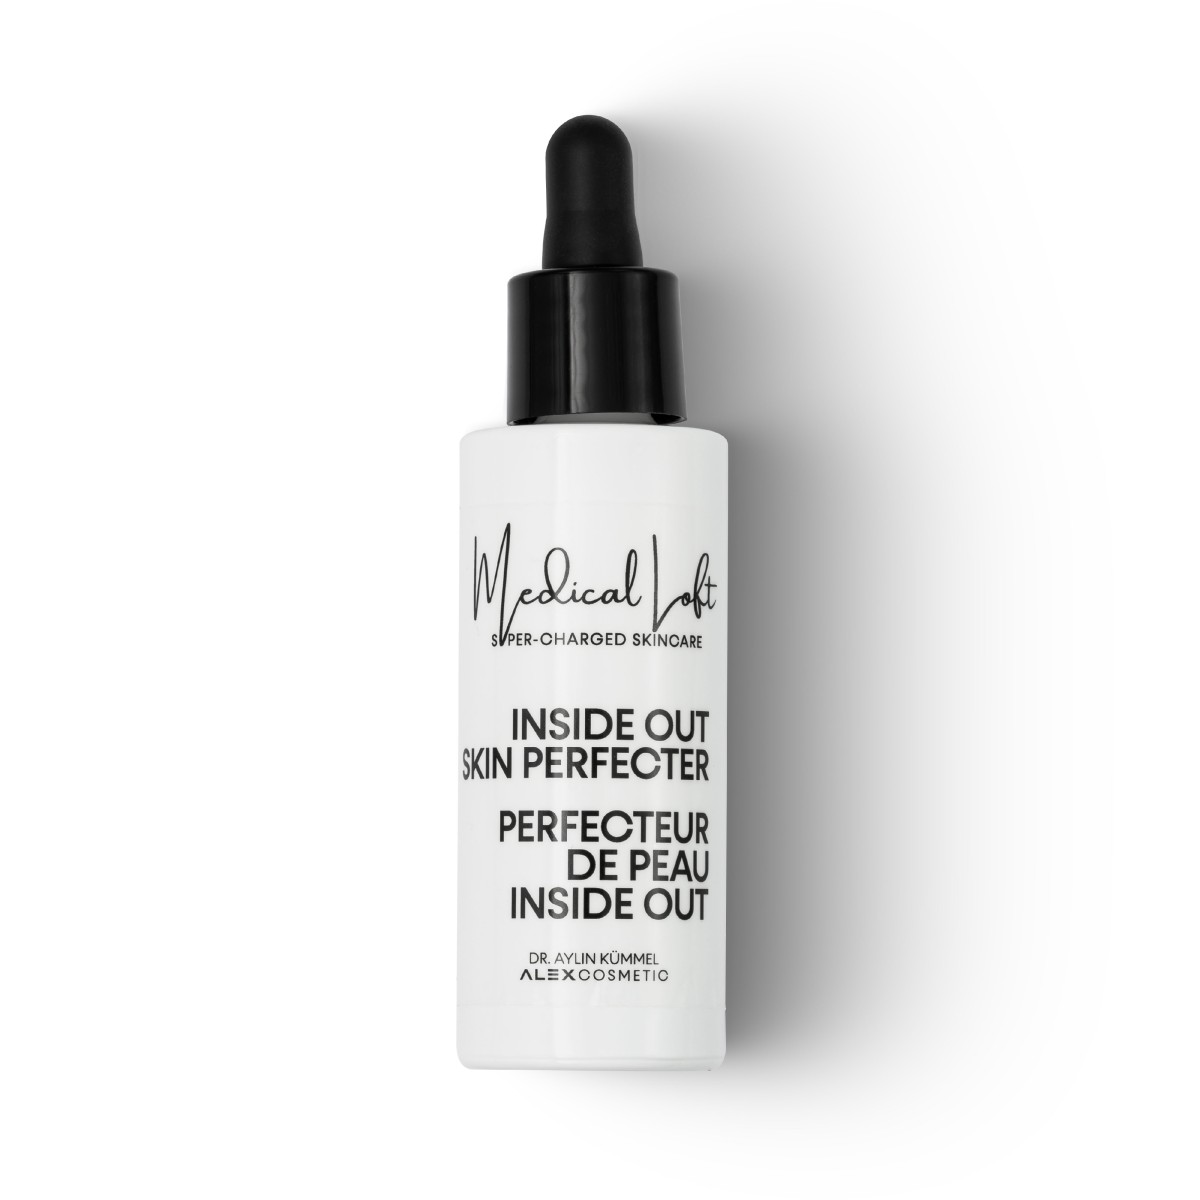 Medical Loft
SUPER-CHARGED SKINCARE
INSIDE OUT
SKIN PERFECTER
PERFECTEUR
DE PEAU
INSIDE OUT
DR. AYLIN KÜMMEL
ALEXCOSMETIC